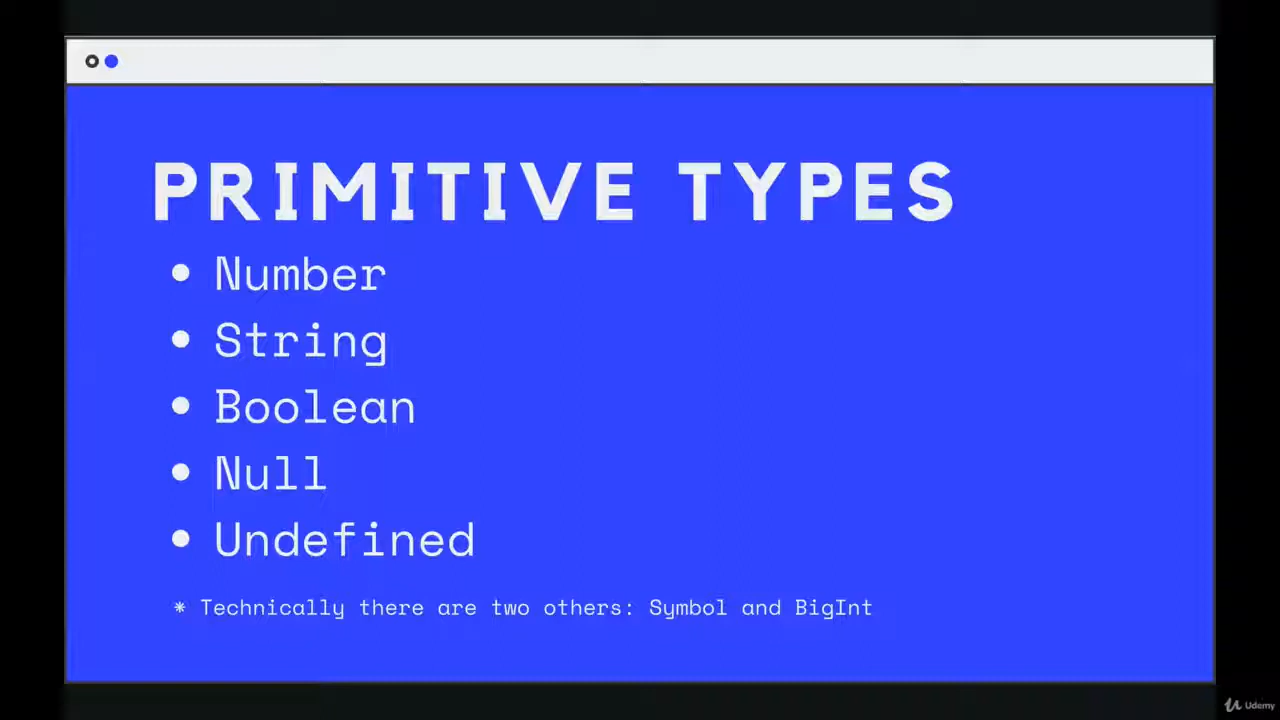 PRIMITIVE TYPES
• Number
• String
• Boolean
• Null
• Undefined
* Technically there are two others: Symbol and BigInt
Udemy